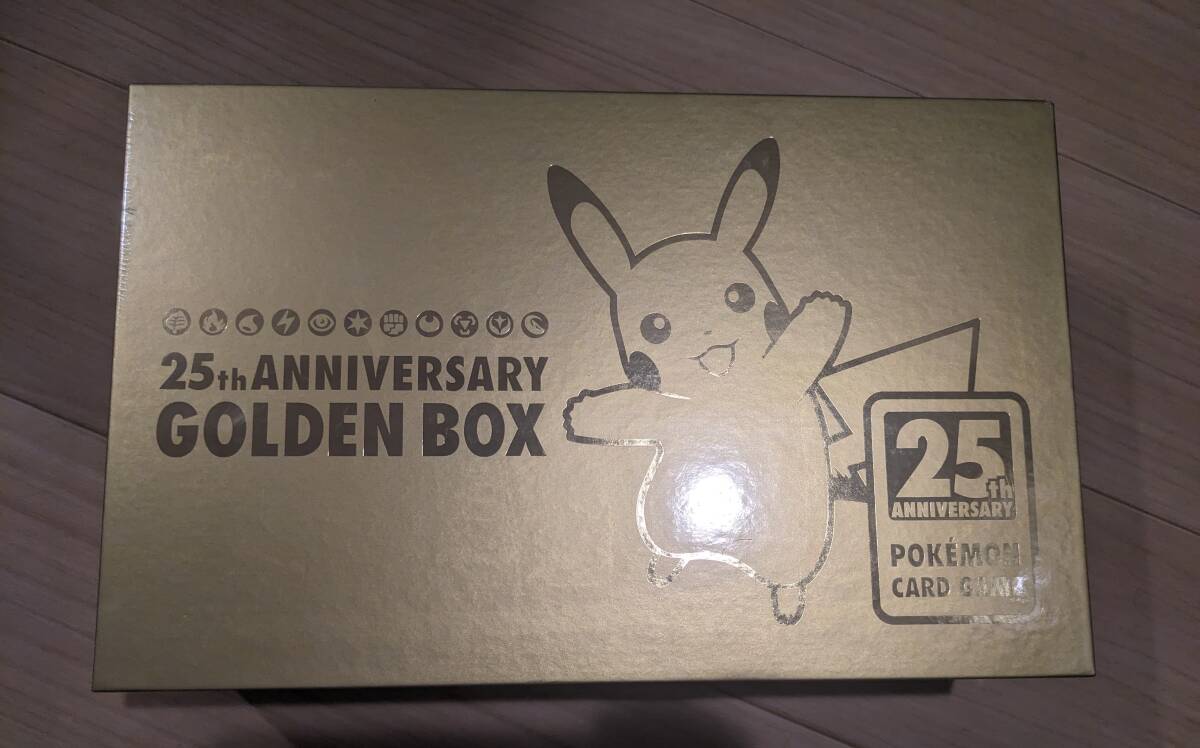 25th ANNIVERSARY
GOLDEN BOX
25th
ANNIVERSARY
POKÉMON
CARD GAME